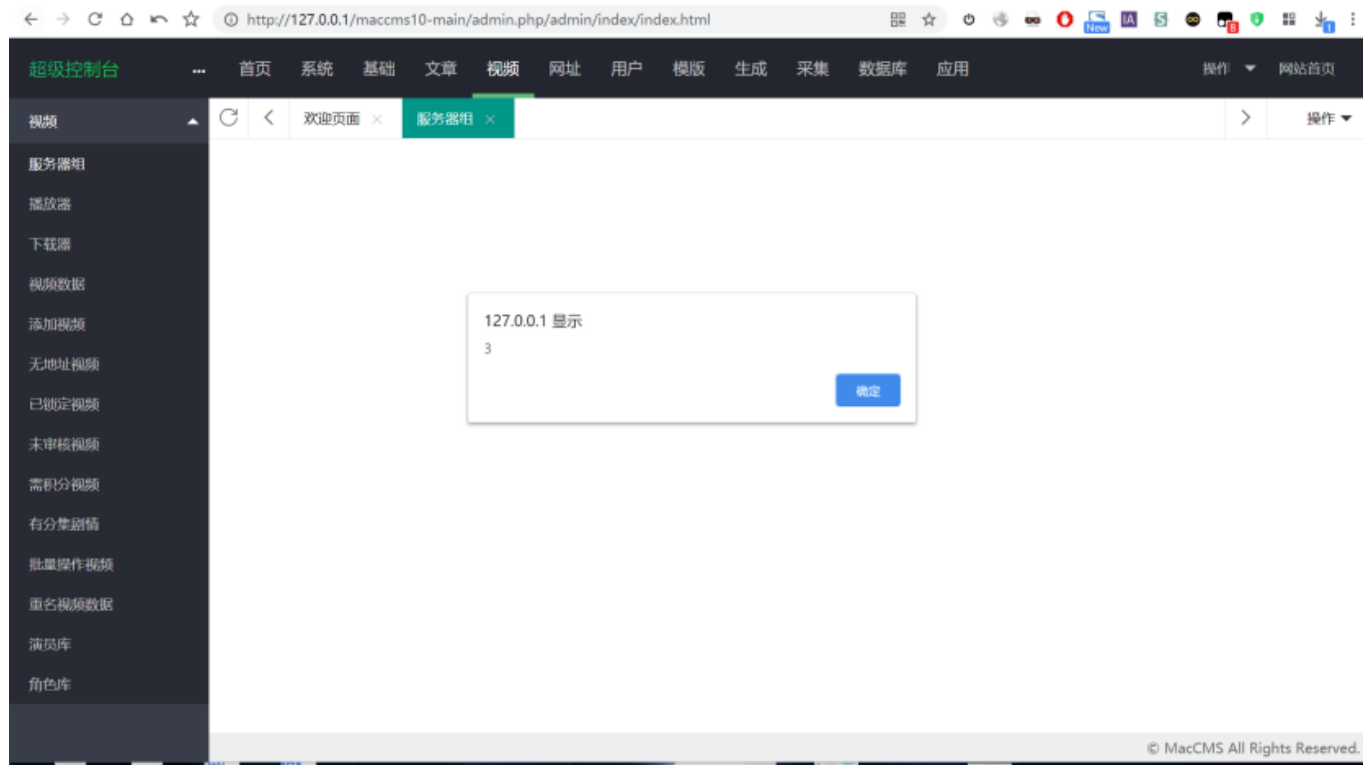 http://127.0.0.1/maccms10-main/admin.php/admin/index/index.html New IA S 8 1
超级控制台 ... 首页 系统 基础 文章 视频 网址 用户 模版 生成 采集 数据库 应用 操作 网站首页
视频 欢迎页面 × 服务器组 × 操作
服务器组
播放器
下载器
视频数据
添加视频
无地址视频
已锁定视频
未审核视频
需积分视频
有分集剧情
批量操作视频
重名视频数据
演员库
角色库
127.0.0.1 显示
3
确定
© MacCMS All Rights Reserved.